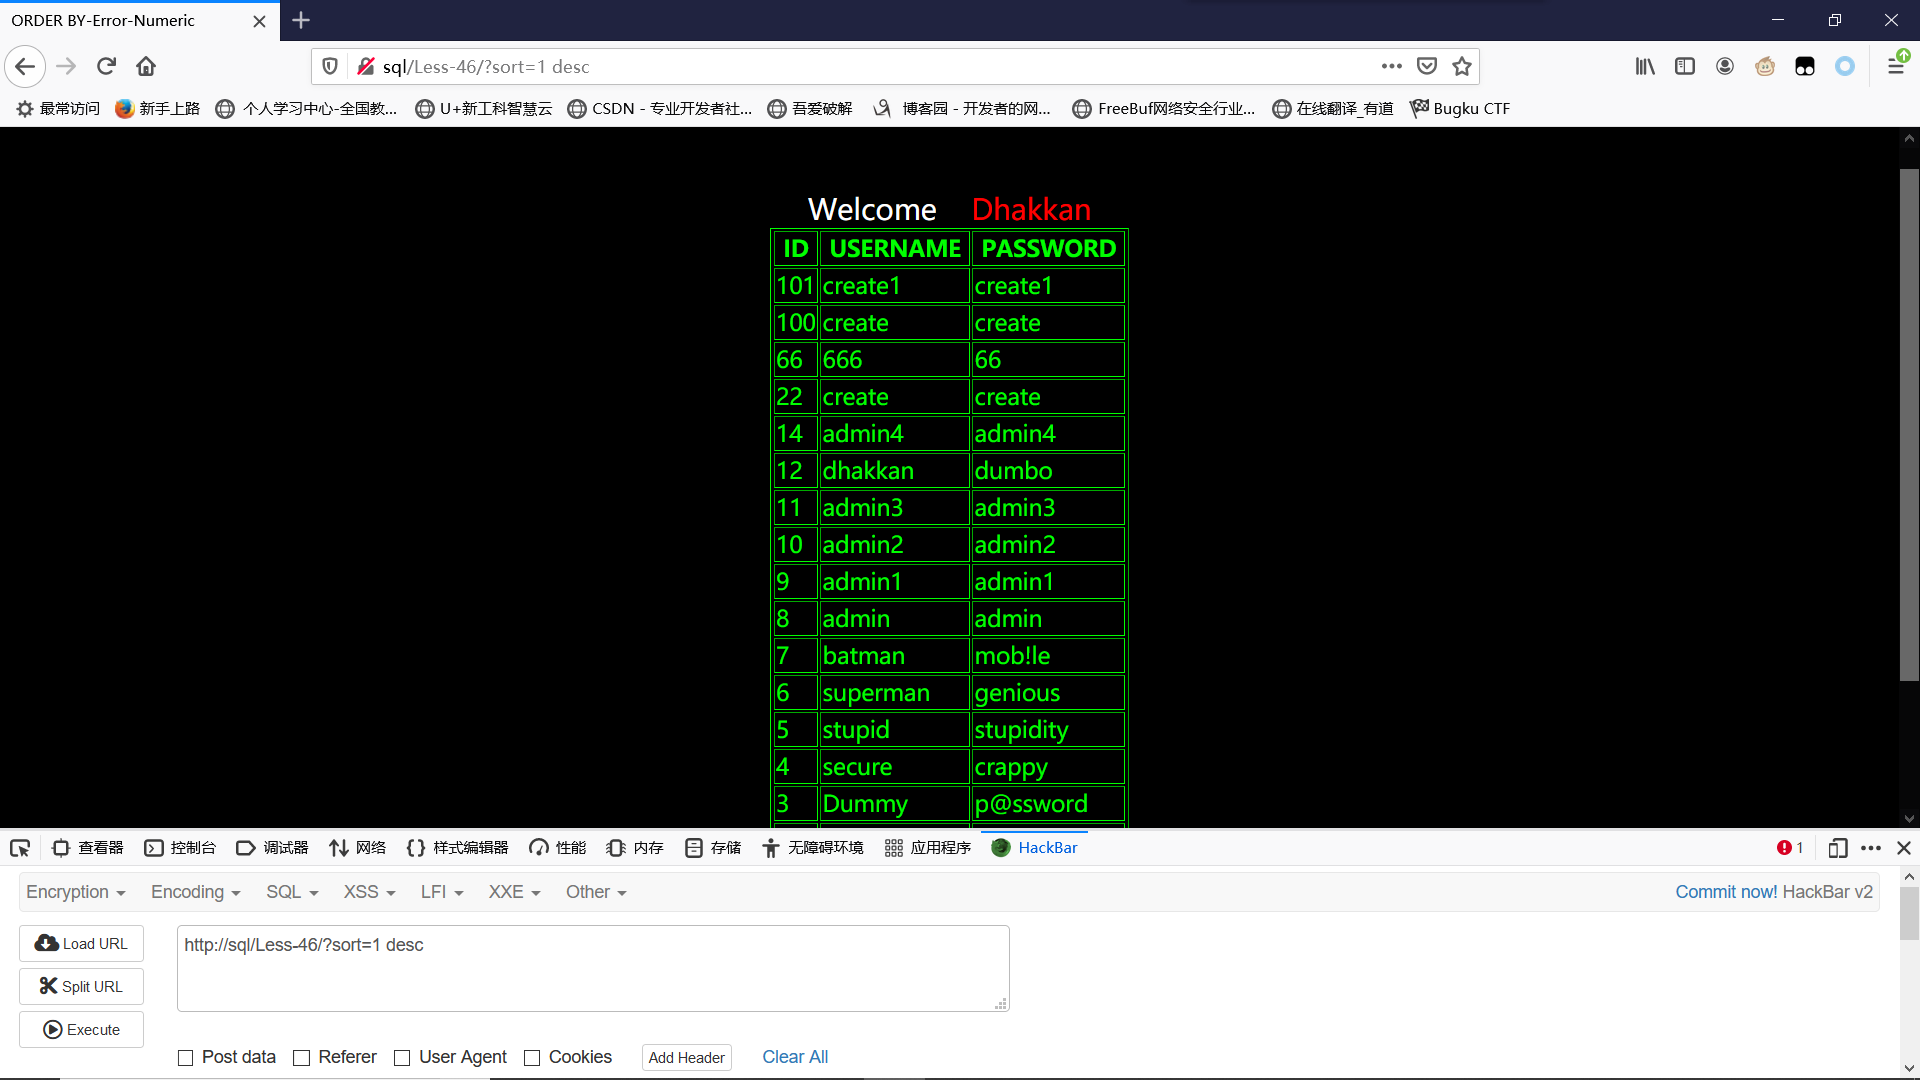 ORDER BY-Error-Numeric
sql/Less-46/?sort=1 desc
最常访问 新手上路 个人学习中心-全国教... U+新工科智慧云 CSDN - 专业开发者社... 吾爱破解 博客园 - 开发者的网... FreeBuf网络安全行业... 在线翻译_有道 Bugku CTF
Welcome Dhakkan
ID USERNAME PASSWORD
101 create1 create1
100 create create
66 666 66
22 create create
14 admin4 admin4
12 dhakkan dumbo
11 admin3 admin3
10 admin2 admin2
9 admin1 admin1
8 admin admin
7 batman mob!le
6 superman genious
5 stupid stupidity
4 secure crappy
3 Dummy p@ssword
查看器 控制台 调试器 网络 样式编辑器 性能 内存 存储 无障碍环境 应用程序 HackBar 1
Encryption Encoding SQL XSS LFI XXE Other Commit now! HackBar v2
Load URL http://sql/Less-46/?sort=1 desc
Split URL
Execute
Post data Referer User Agent Cookies Add Header Clear All